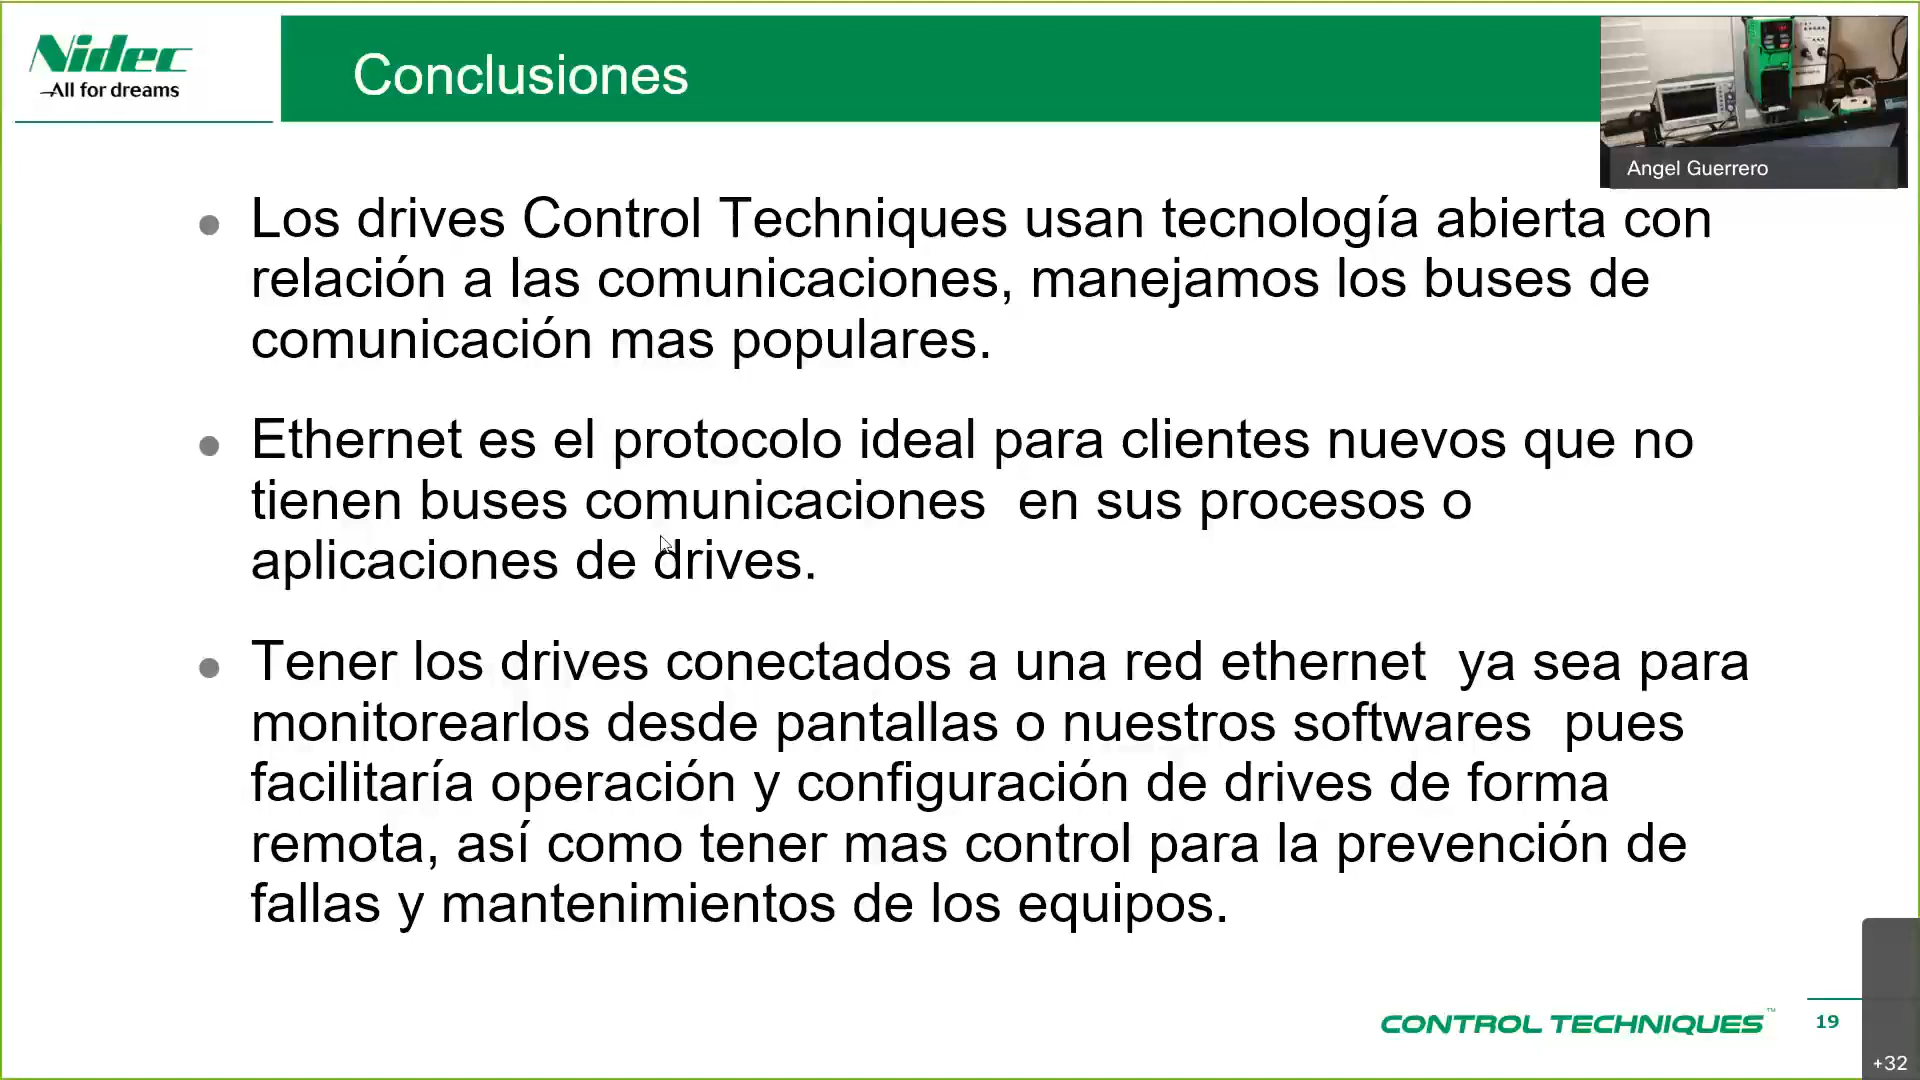 Nidec
All for dreams
Conclusiones
Angel Guerrero
Los drives Control Techniques usan tecnología abierta con
relación a las comunicaciones, manejamos los buses de
comunicación mas populares.
Ethernet es el protocolo ideal para clientes nuevos que no
tienen buses comunicaciones  en sus procesos o
aplicaciones de drives.
Tener los drives conectados a una red ethernet  ya sea para
monitorearlos desde pantallas o nuestros softwares  pues
facilitaría operación y configuración de drives de forma
remota, así como tener mas control para la prevención de
fallas y mantenimientos de los equipos.
CONTROL TECHNIQUES™
19
+32